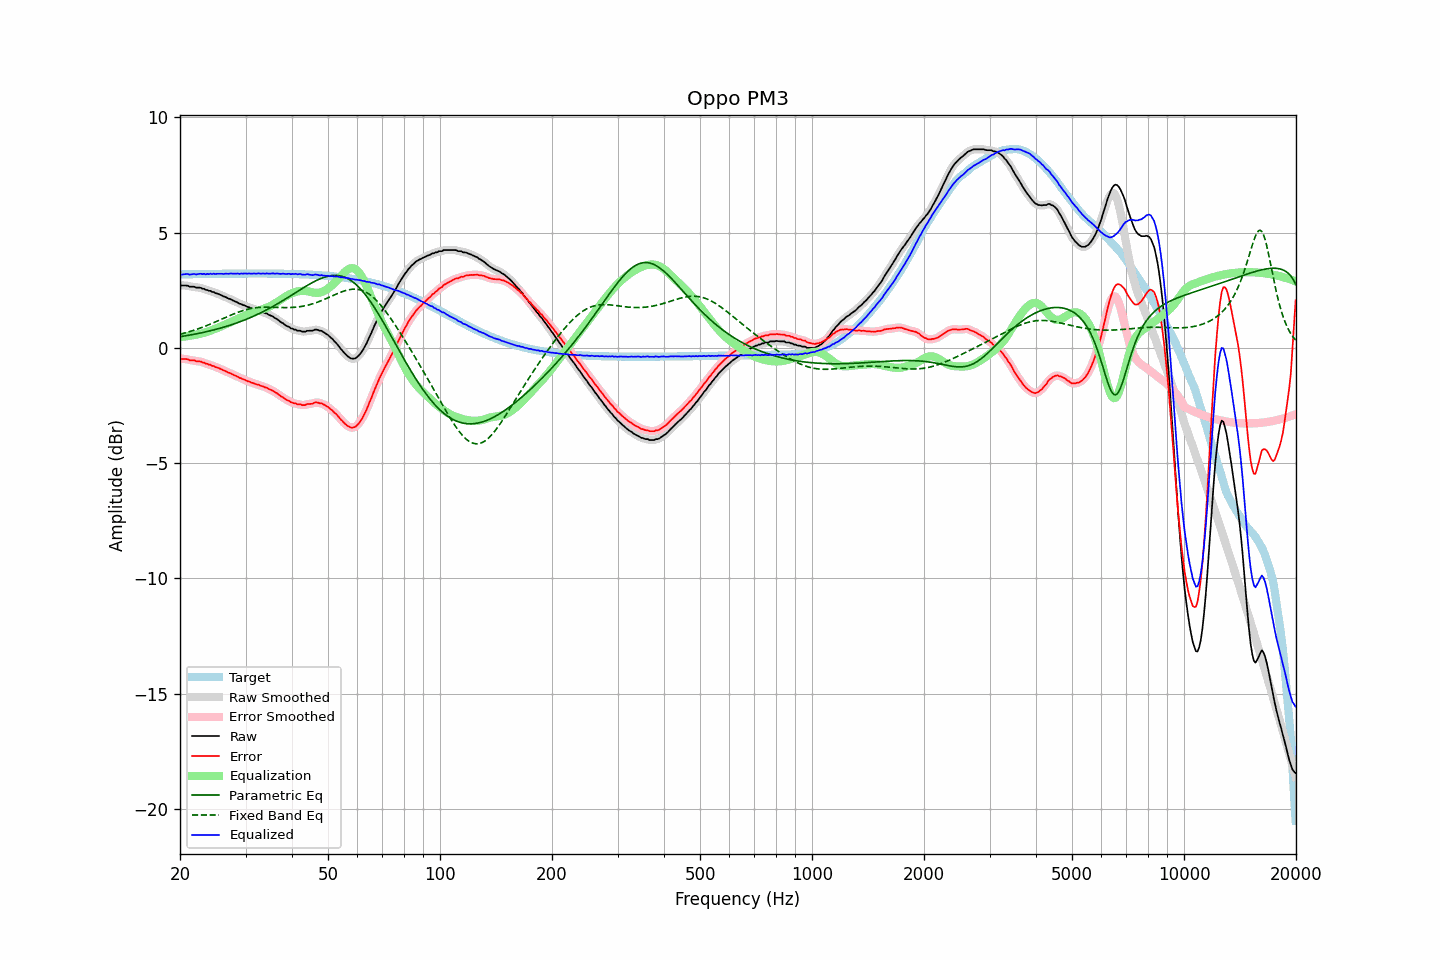 Oppo PM3
10
5
0
−5
−10
−15
−20
Amplitude (dBr)
Target
Raw Smoothed
Error Smoothed
Raw
Error
Equalization
Parametric Eq
Fixed Band Eq
Equalized
20 50 100 200 500 1000 2000 5000 10000 20000
Frequency (Hz)